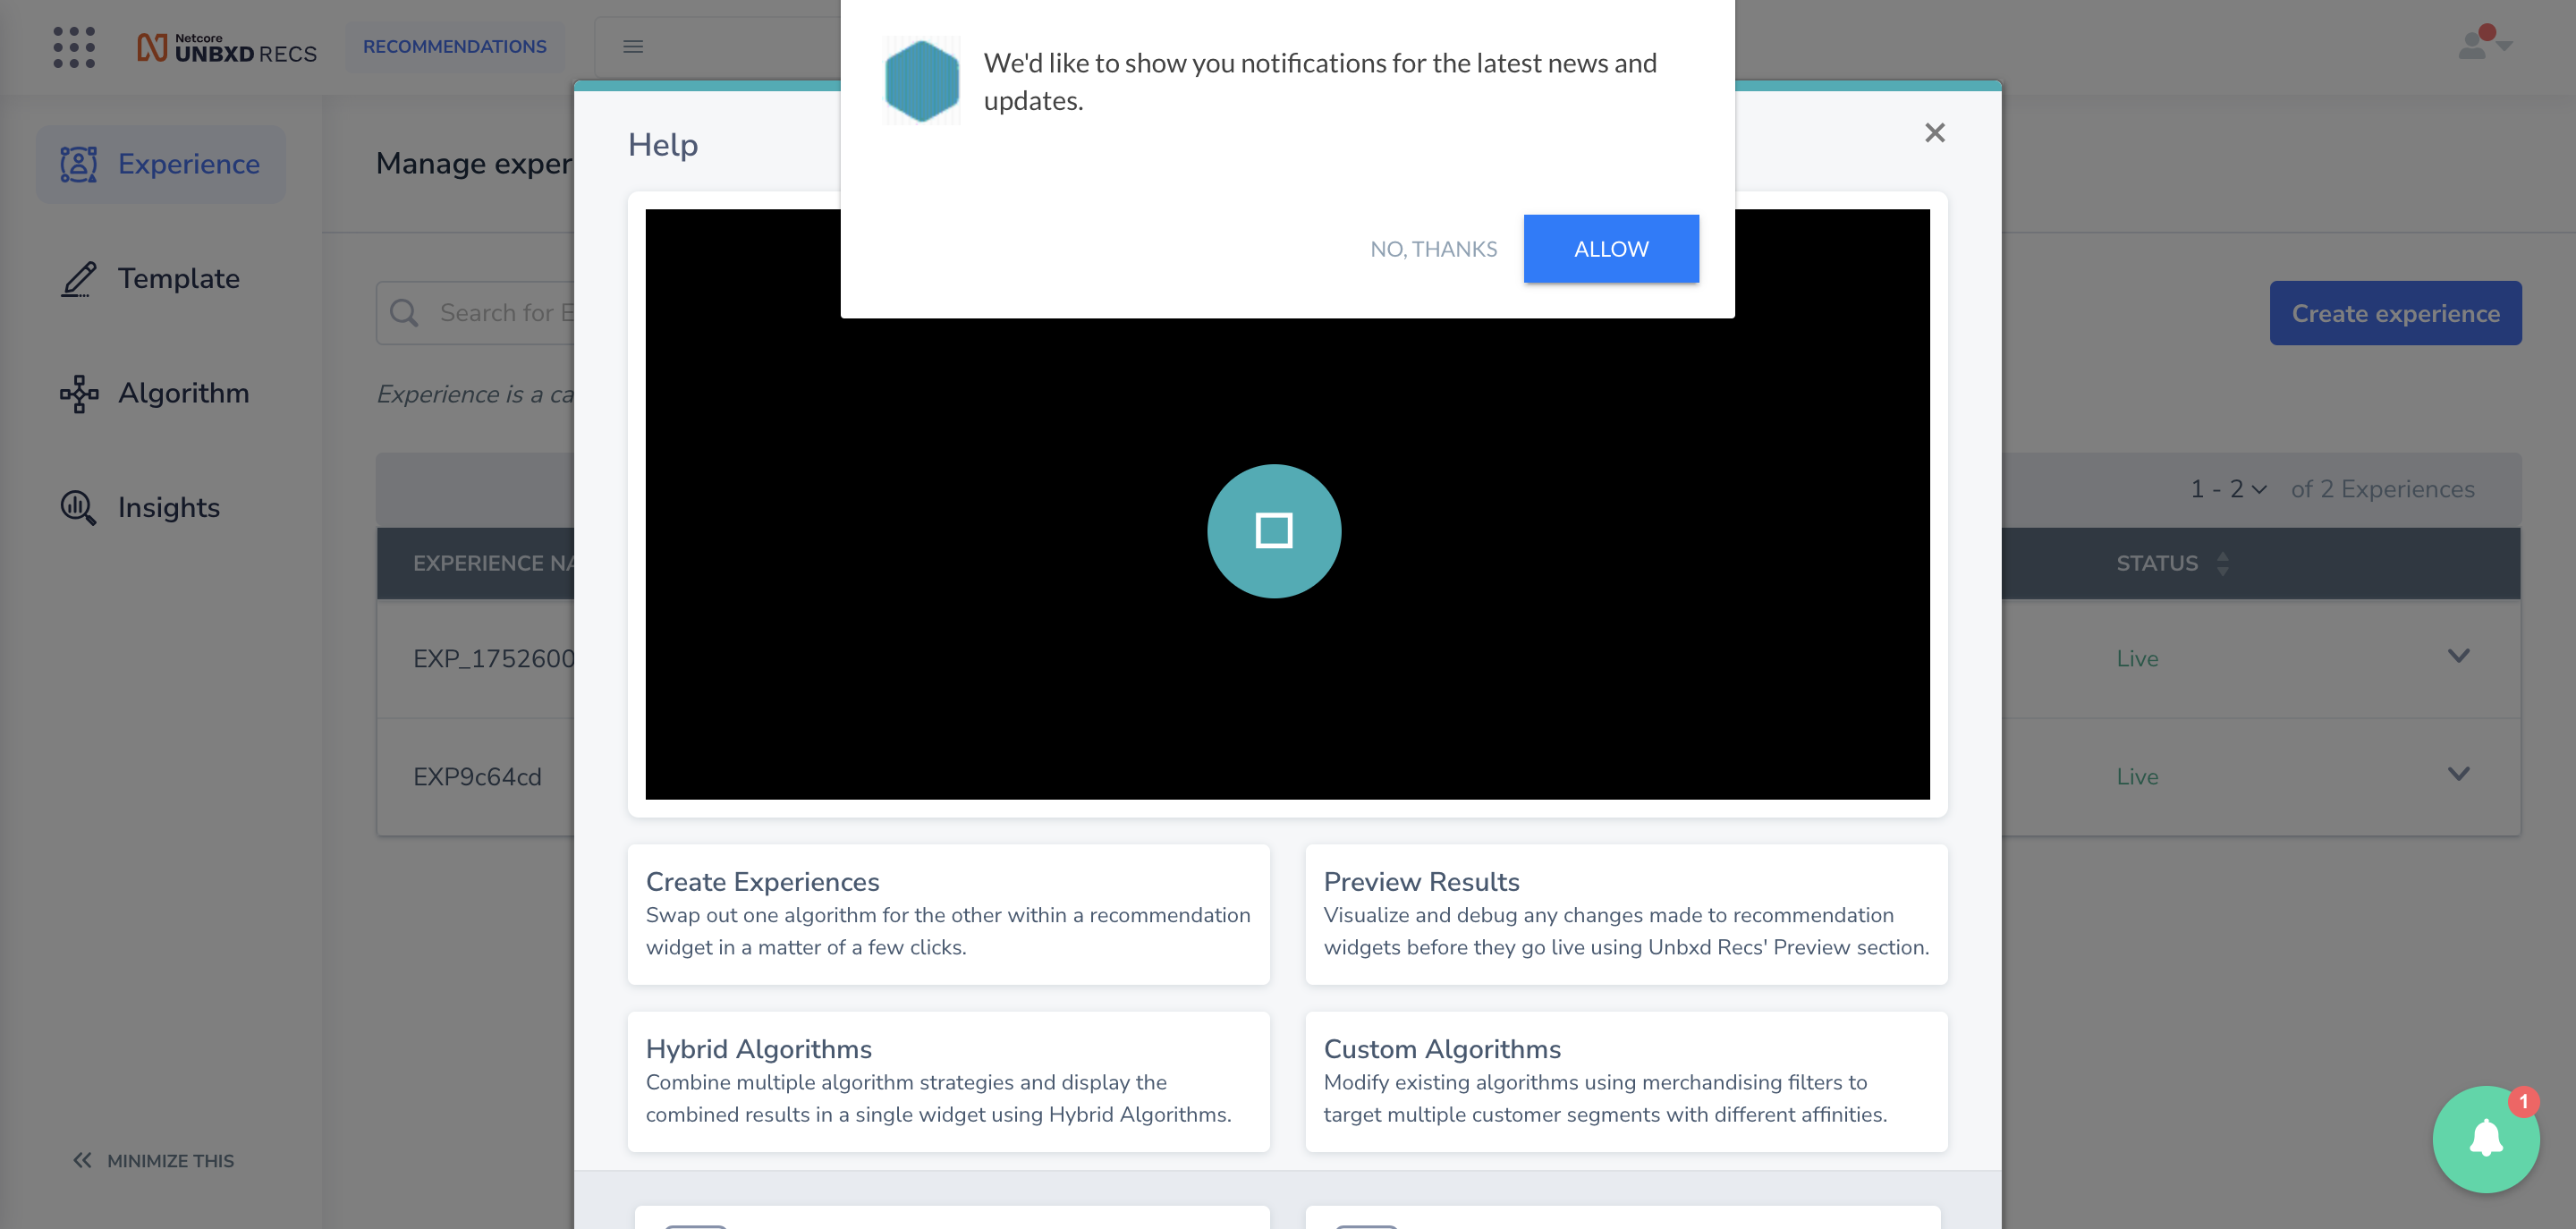 Netcore
UNBXD RECS
RECOMMENDATIONS
We'd like to show you notifications for the latest news and
updates.
NO, THANKS
ALLOW
Help
Experience
Template
Algorithm
Insights
MINIMIZE THIS
Manage exper
Search for E
Create experience
Experience is a ca
1 - 2
of 2 Experiences
EXPERIENCE NA
STATUS
EXP_1752600
Live
EXP9c64cd
Live
Create Experiences
Swap out one algorithm for the other within a recommendation
widget in a matter of a few clicks.
Preview Results
Visualize and debug any changes made to recommendation
widgets before they go live using Unbxd Recs' Preview section.
Hybrid Algorithms
Combine multiple algorithm strategies and display the
combined results in a single widget using Hybrid Algorithms.
Custom Algorithms
Modify existing algorithms using merchandising filters to
target multiple customer segments with different affinities.
1